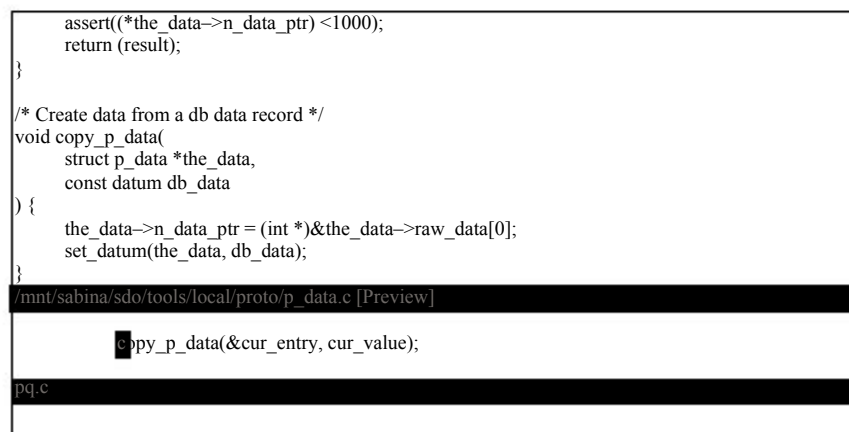 assert((*the_data–>n_data_ptr) <1000);
return (result);
}
/* Create data from a db data record */
void copy_p_data(
struct p_data *the_data,
const datum db_data
) {
the_data–>n_data_ptr = (int *)&the_data->raw_data[0];
set_datum(the_data, db_data);
}
/mnt/sabina/sdo/tools/local/proto/p_data.c [Preview]
copy_p_data(&cur_entry, cur_value);
pq.c